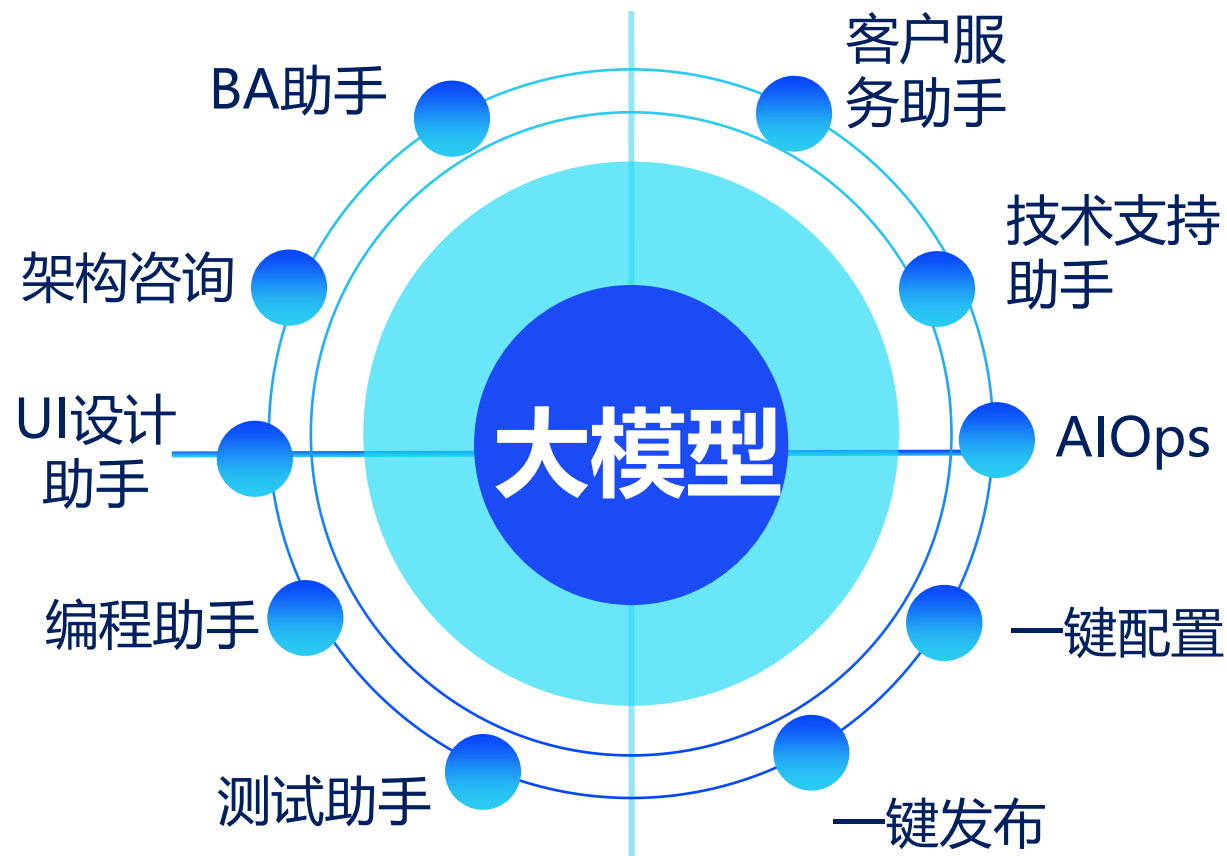 BA助手
客户服
务助手
架构咨询
技术支持
助手
UI设计
助手
大模型
AIOps
编程助手
一键配置
测试助手
一键发布